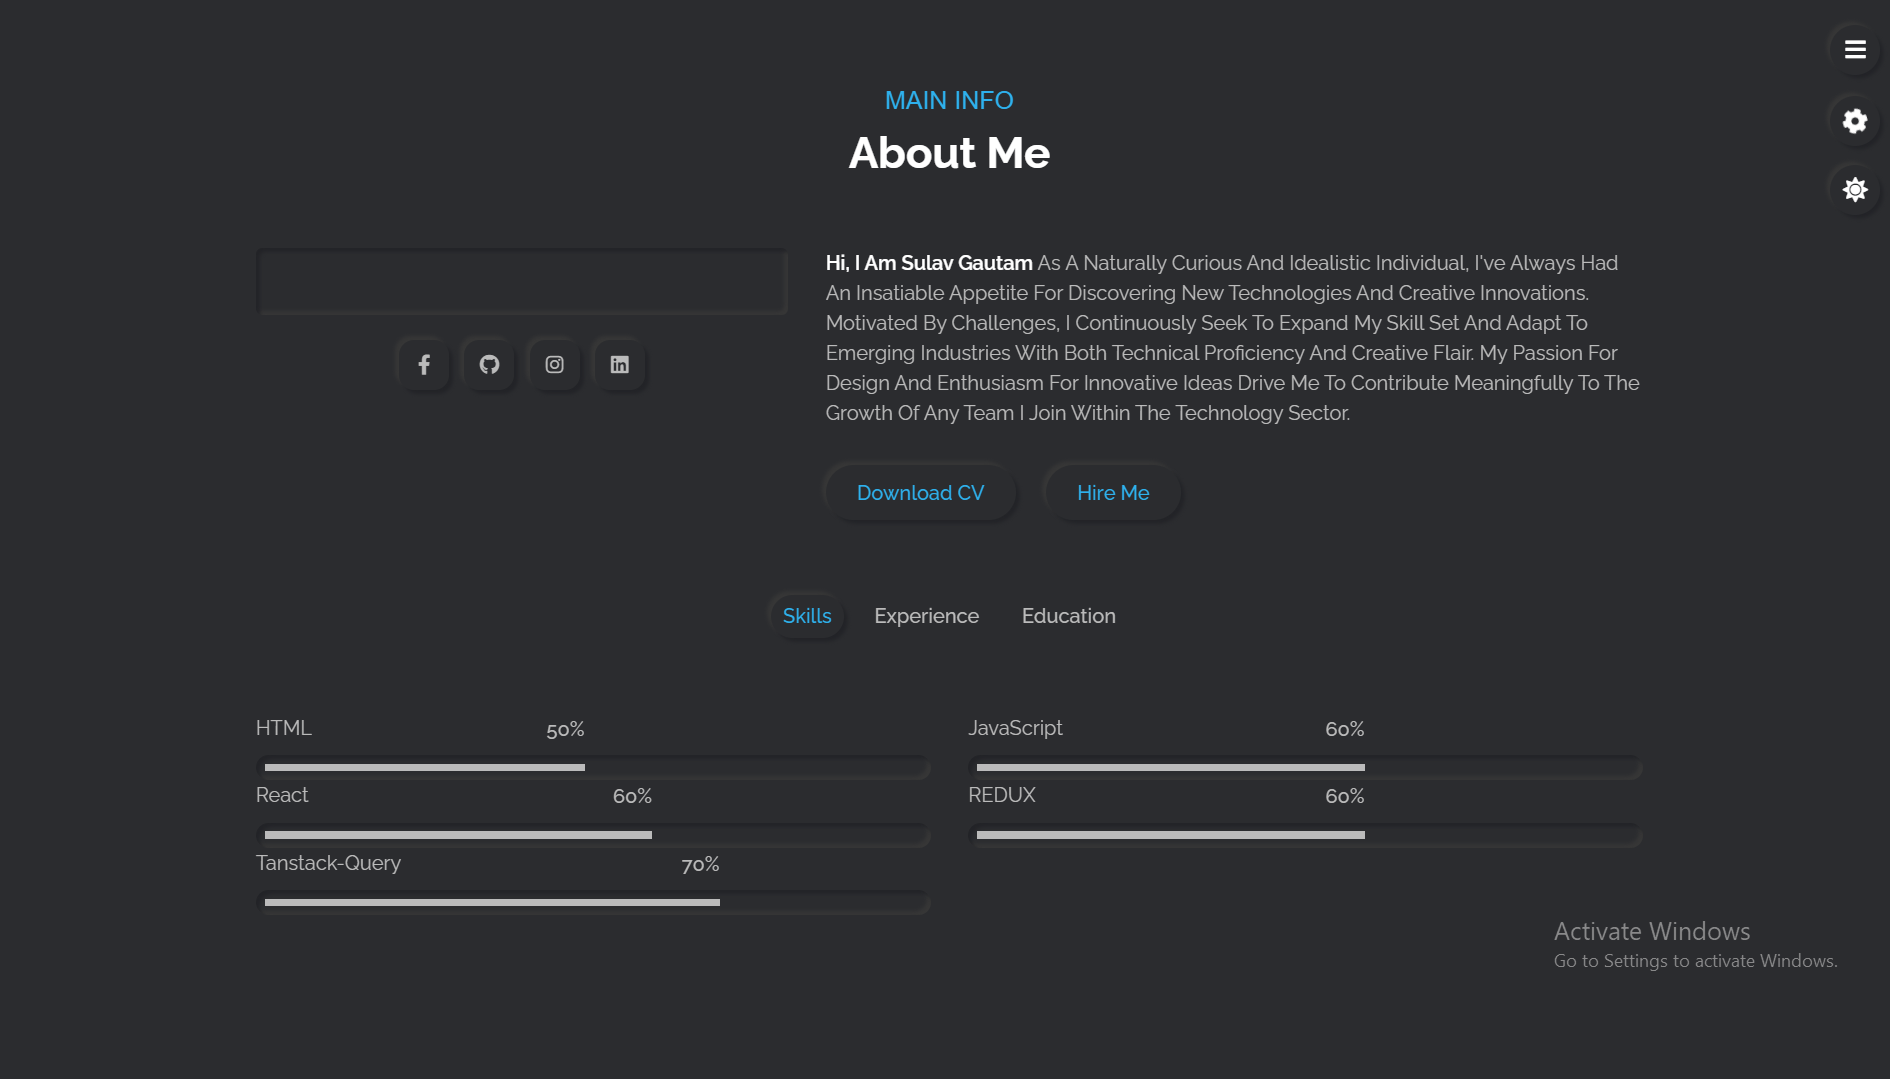 MAIN INFO
About Me
Hi, I Am Sulav Gautam As A Naturally Curious And Idealistic Individual, I've Always Had
An Insatiable Appetite For Discovering New Technologies And Creative Innovations.
Motivated By Challenges, I Continuously Seek To Expand My Skill Set And Adapt To
Emerging Industries With Both Technical Proficiency And Creative Flair. My Passion For
Design And Enthusiasm For Innovative Ideas Drive Me To Contribute Meaningfully To The
Growth Of Any Team I Join Within The Technology Sector.
Download CV
Hire Me
Skills
Experience
Education
HTML
50%
JavaScript
60%
React
60%
REDUX
60%
Tanstack-Query
70%
Activate Windows
Go to Settings to activate Windows.